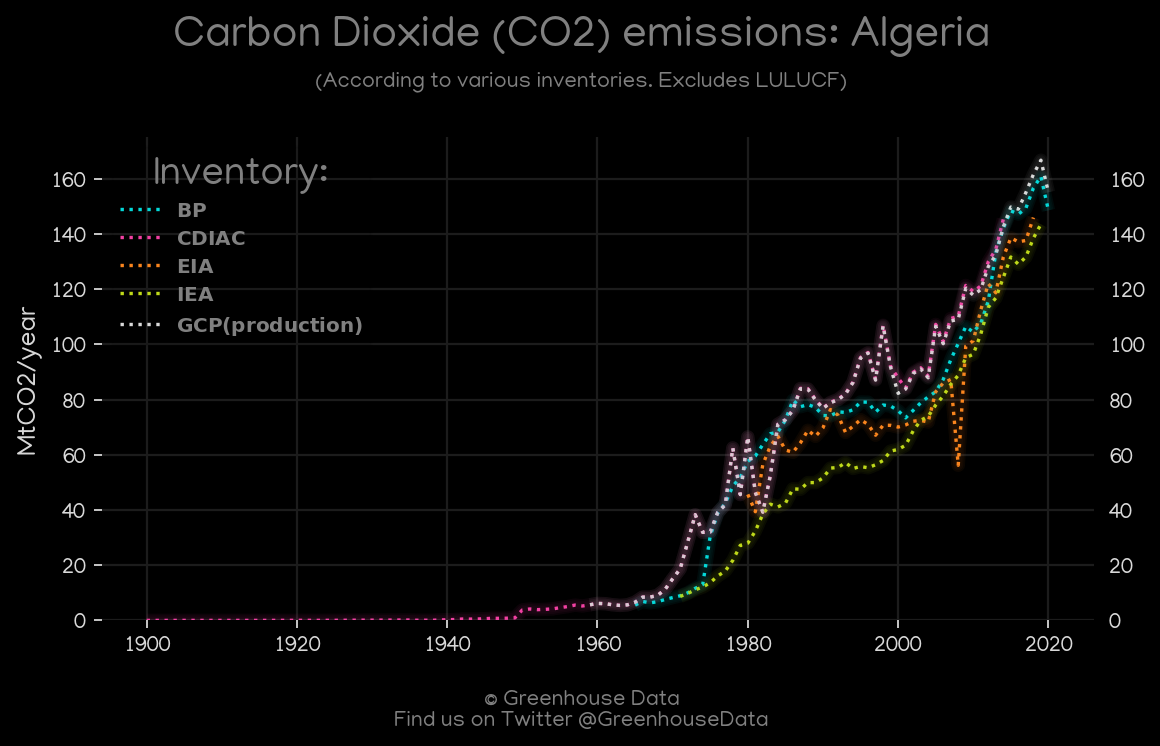 Carbon Dioxide (CO2) emissions: Algeria
(According to various inventories. Excludes LULUCF)
Inventory:
BP
CDIAC
EIA
IEA
GCP(production)
MtCO2/year
160
140
120
100
80
60
40
20
0
160
140
120
100
80
60
40
20
0
1900 1920 1940 1960 1980 2000 2020
© Greenhouse Data
Find us on Twitter @GreenhouseData